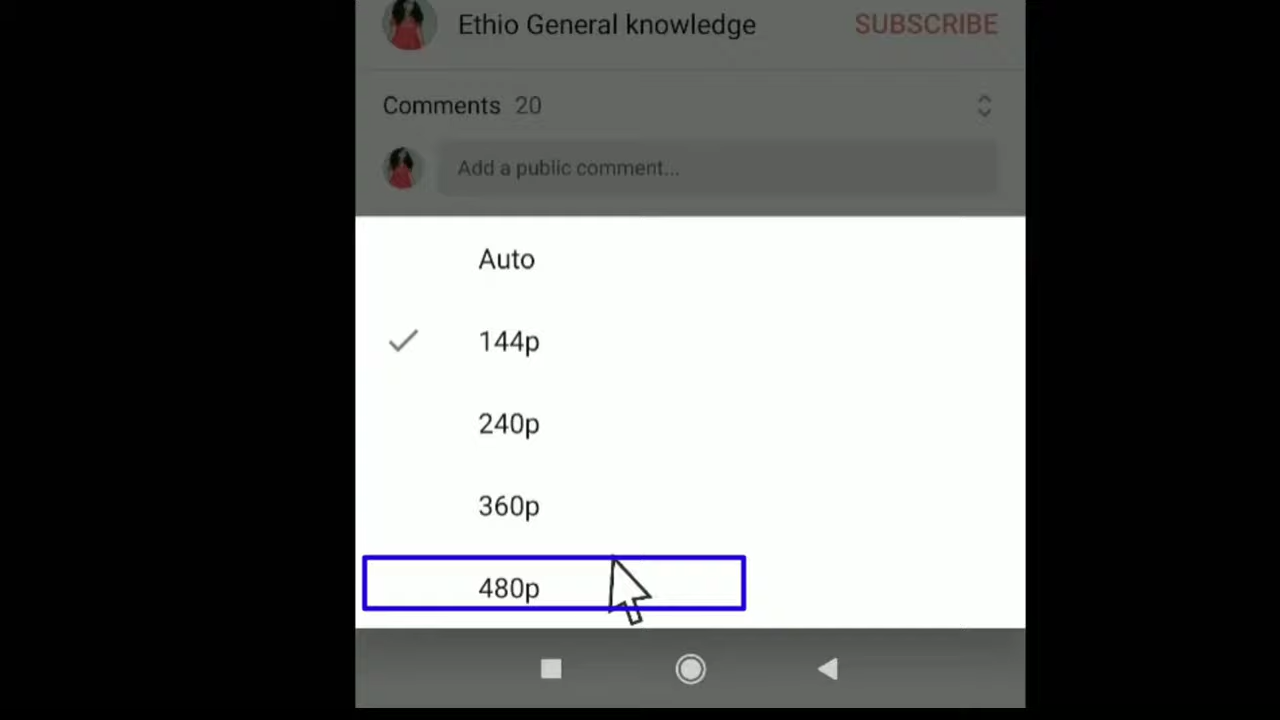 Ethio General knowledge SUBSCRIBE
Comments 20
Add a public comment...
Auto
144p
240p
360p
480p